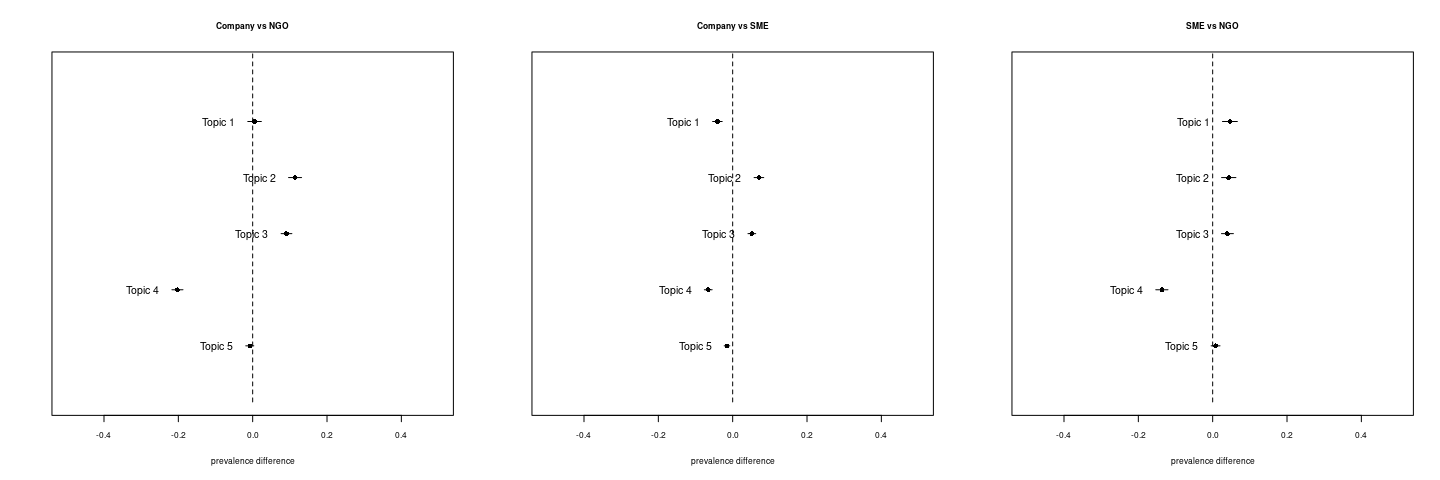 Company vs NGO
Topic 1
Topic 2
Topic 3
Topic 4
Topic 5
-0.4 -0.2 0.0 0.2 0.4
prevalence difference
Company vs SME
Topic 1
Topic 2
Topic 3
Topic 4
Topic 5
-0.4 -0.2 0.0 0.2 0.4
prevalence difference
SME vs NGO
Topic 1
Topic 2
Topic 3
Topic 4
Topic 5
-0.4 -0.2 0.0 0.2 0.4
prevalence difference